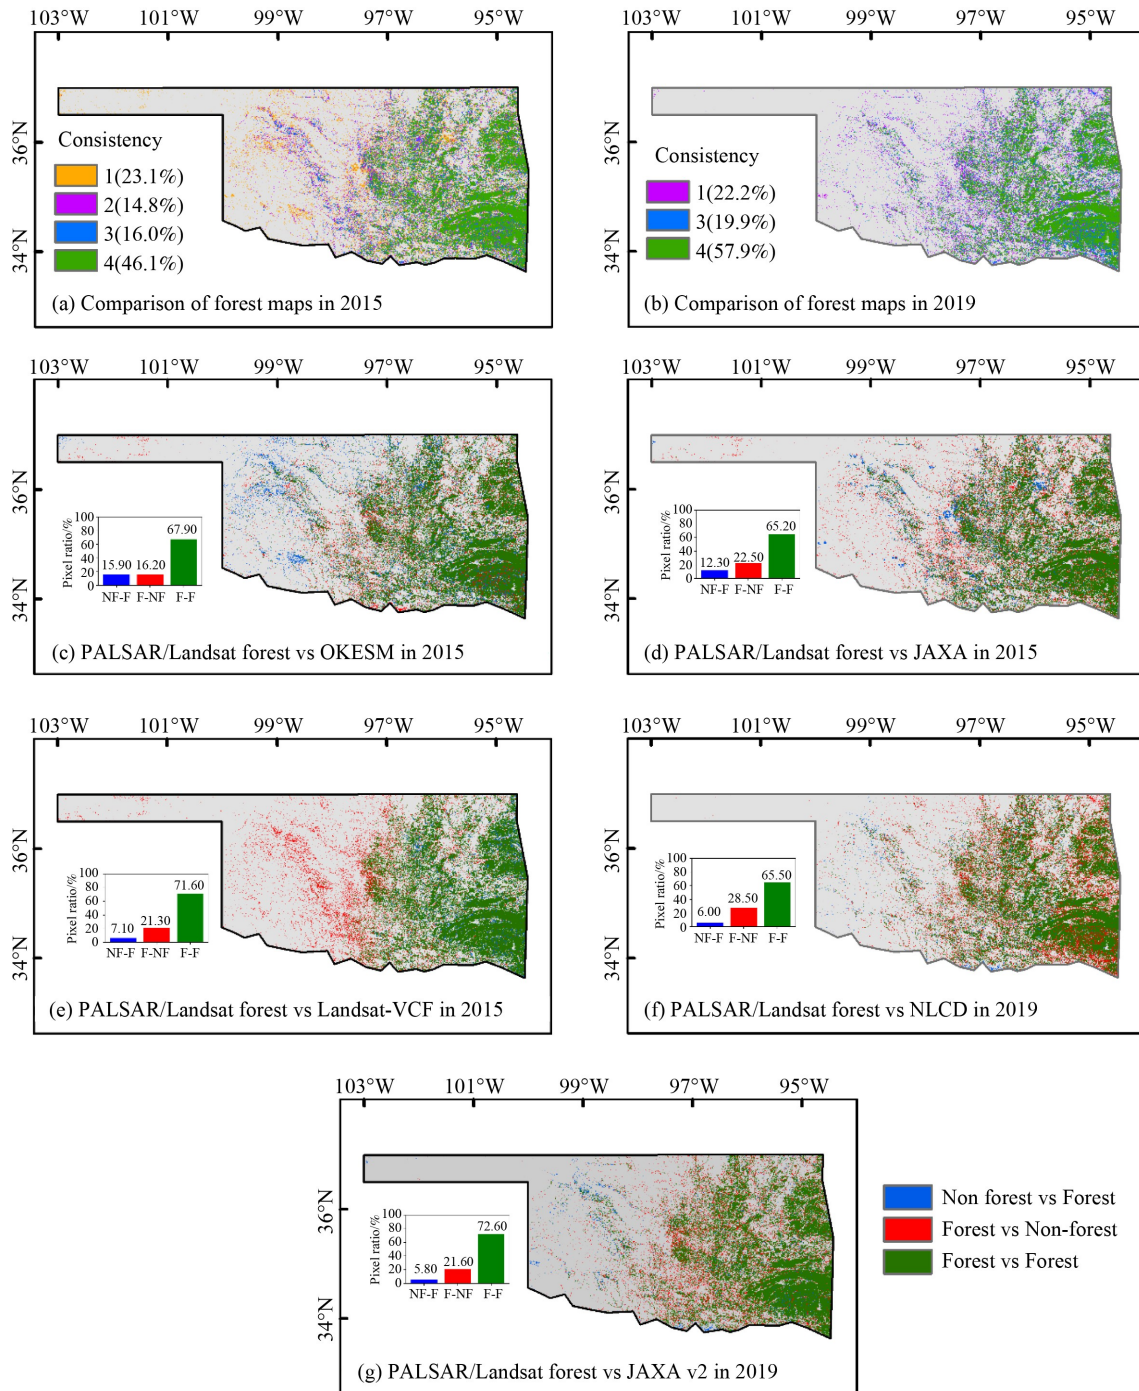 103°W 101°W 99°W 97°W 95°W
36°N
34°N
Consistency
1(23.1%)
2(14.8%)
3(16.0%)
4(46.1%)
(a) Comparison of forest maps in 2015
103°W 101°W 99°W 97°W 95°W
36°N
34°N
Consistency
1(22.2%)
3(19.9%)
4(57.9%)
(b) Comparison of forest maps in 2019
103°W 101°W 99°W 97°W 95°W
36°N
34°N
Pixel ratio/%
100
80
60
40
20
0
15.90 16.20 67.90
NF-F F-NF F-F
(c) PALSAR/Landsat forest vs OKESM in 2015
103°W 101°W 99°W 97°W 95°W
36°N
34°N
Pixel ratio/%
100
80
60
40
20
0
12.30 22.50 65.20
NF-F F-NF F-F
(d) PALSAR/Landsat forest vs JAXA in 2015
103°W 101°W 99°W 97°W 95°W
36°N
34°N
Pixel ratio/%
100
80
60
40
20
0
7.10 21.30 71.60
NF-F F-NF F-F
(e) PALSAR/Landsat forest vs Landsat-VCF in 2015
103°W 101°W 99°W 97°W 95°W
36°N
34°N
Pixel ratio/%
100
80
60
40
20
0
6.00 28.50 65.50
NF-F F-NF F-F
(f) PALSAR/Landsat forest vs NLCD in 2019
103°W 101°W 99°W 97°W 95°W
36°N
34°N
Pixel ratio/%
100
80
60
40
20
0
5.80 21.60 72.60
NF-F F-NF F-F
(g) PALSAR/Landsat forest vs JAXA v2 in 2019
Non forest vs Forest
Forest vs Non-forest
Forest vs Forest